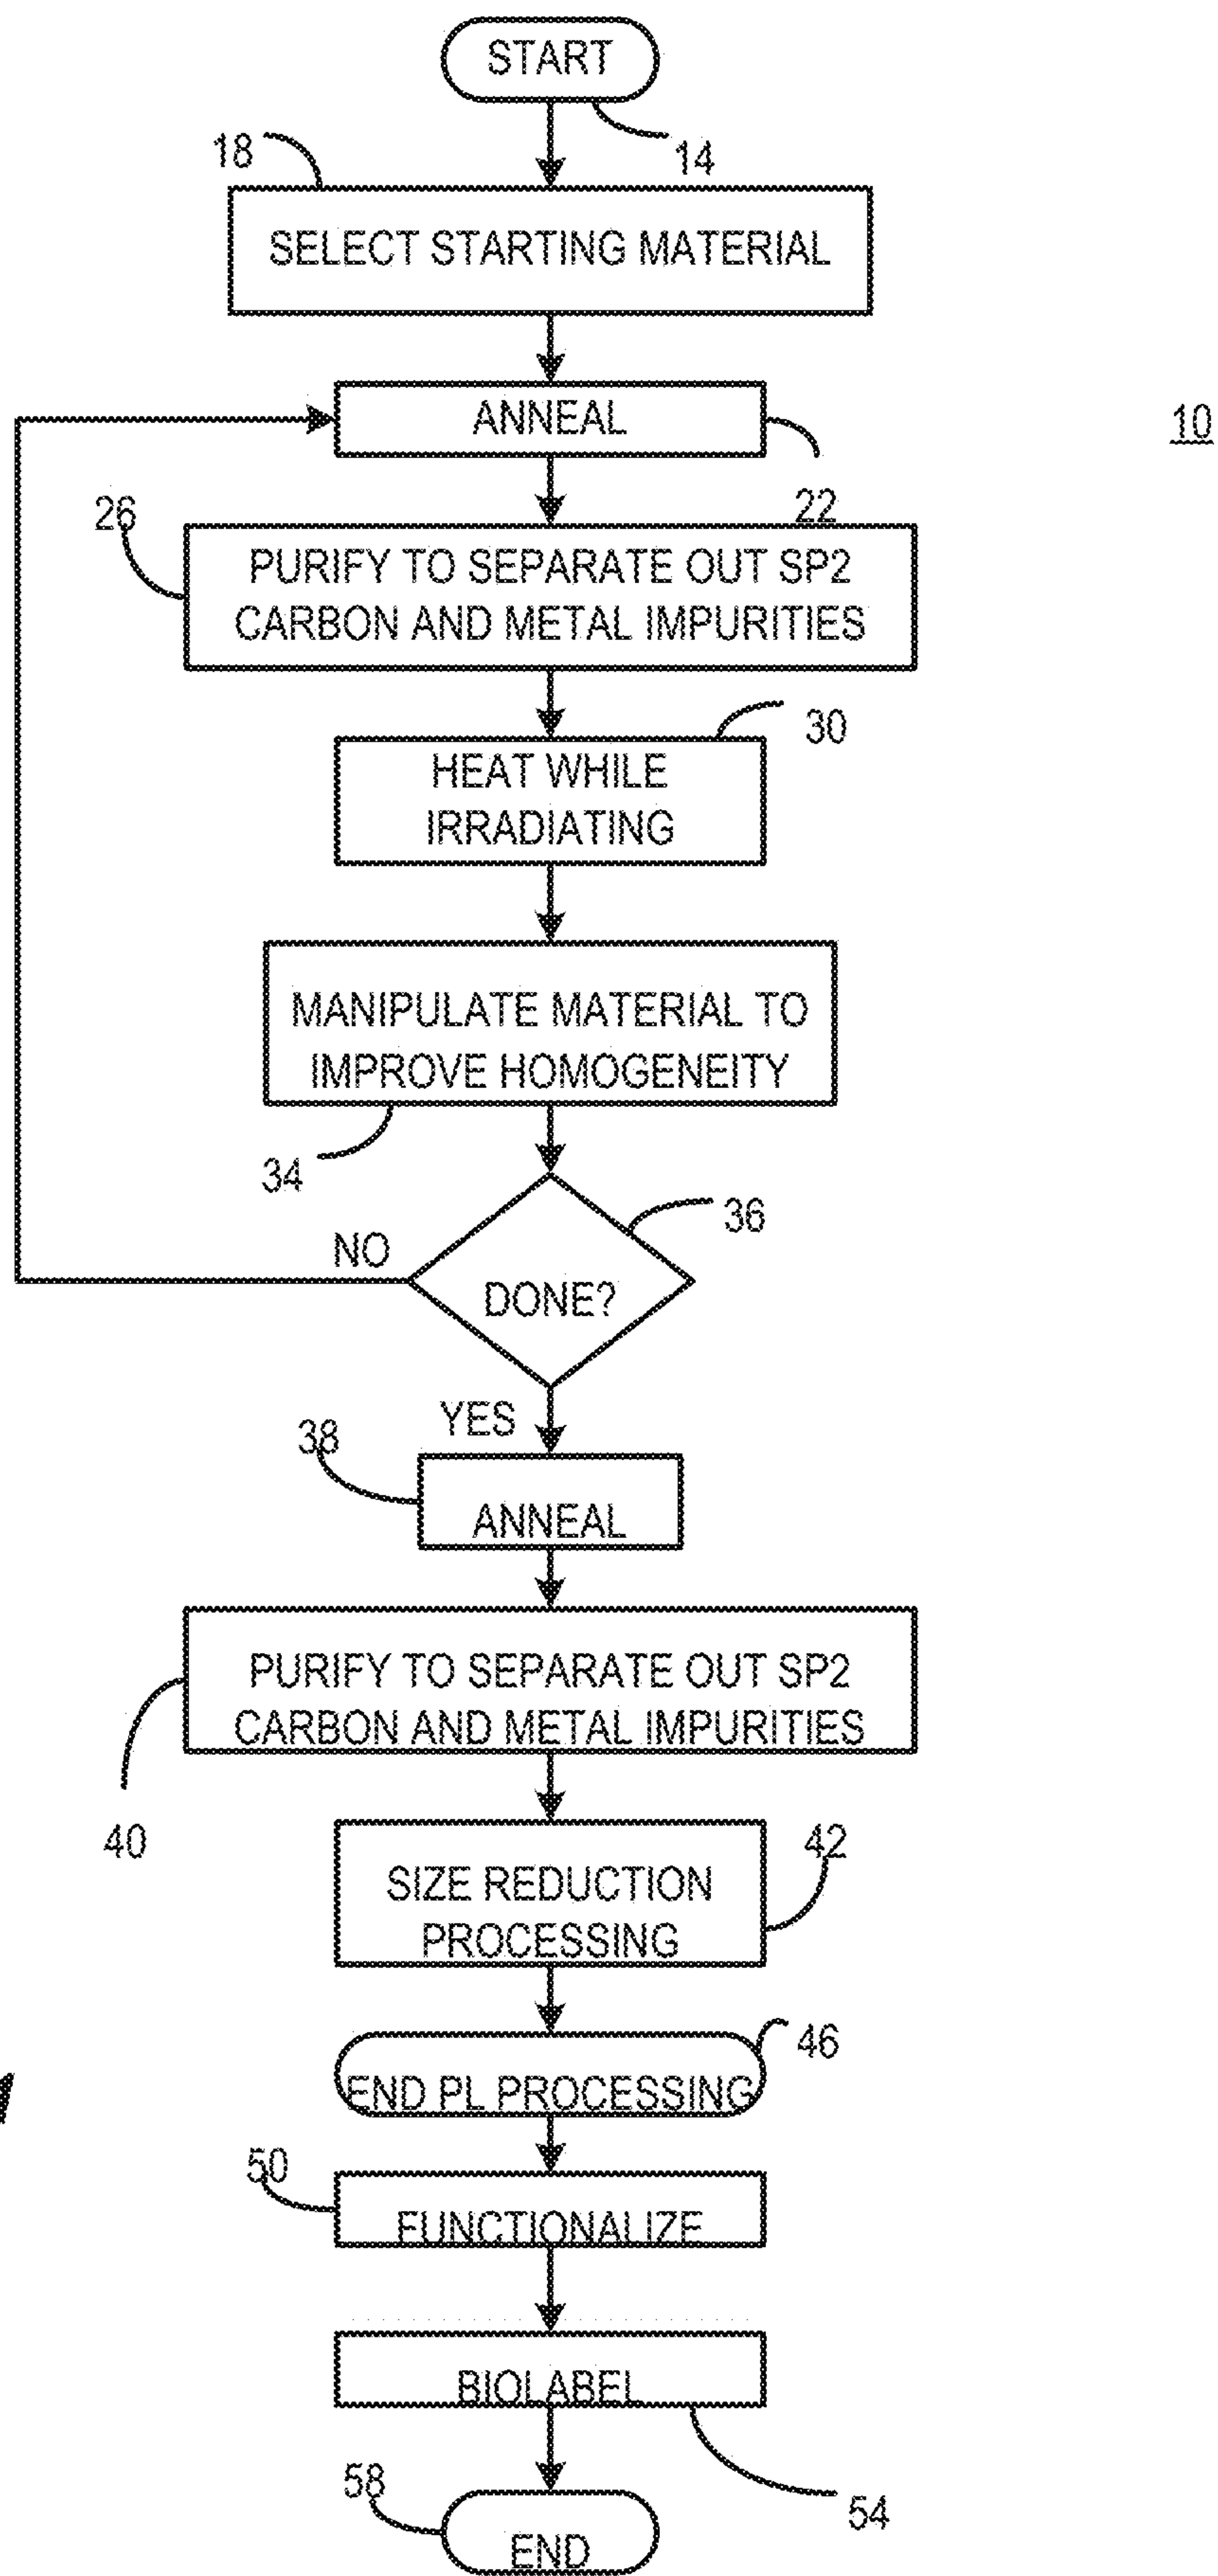 START
14
18
SELECT STARTING MATERIAL
ANNEAL
10
22
26
PURIFY TO SEPARATE OUT SP2
CARBON AND METAL IMPURITIES
30
HEAT WHILE
IRRADIATING
MANIPULATE MATERIAL TO
IMPROVE HOMOGENEITY
34
36
NO
DONE?
YES
38
ANNEAL
PURIFY TO SEPARATE OUT SP2
CARBON AND METAL IMPURITIES
40
42
SIZE REDUCTION
PROCESSING
46
END PL PROCESSING
50
FUNCTIONALIZE
BIOLABEL
54
58
END